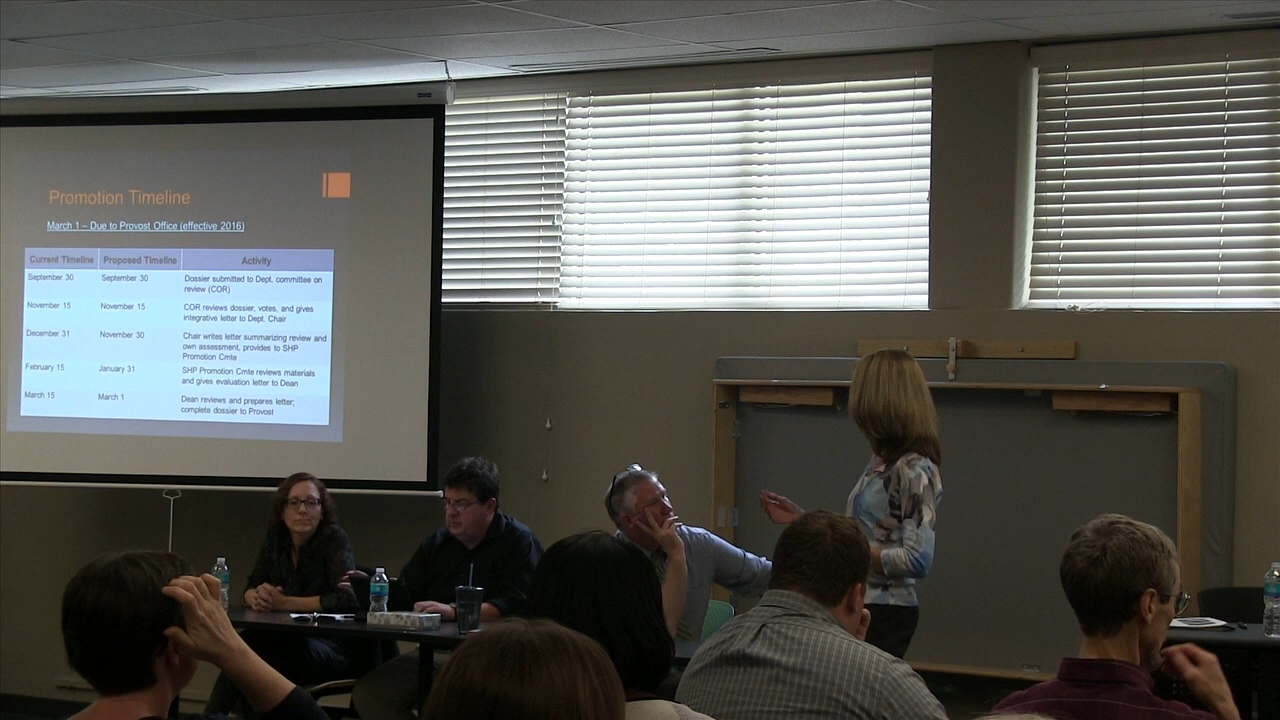 Promotion Timeline
March 1 – Due to Provost Office (effective 2016)
Current Timeline Proposed Timeline Activity
September 30 September 30 Dossier submitted to Dept. committee on
review (COR)
November 15 November 15 COR reviews dossier, votes, and gives
integrative letter to Dept. Chair
December 31 November 30 Chair writes letter summarizing review and
own assessment, provides to SHP
Promotion Cmte
February 15 January 31 SHP Promotion Cmte reviews materials
and gives evaluation letter to Dean
March 15 March 1 Dean reviews and prepares letter;
complete dossier to Provost